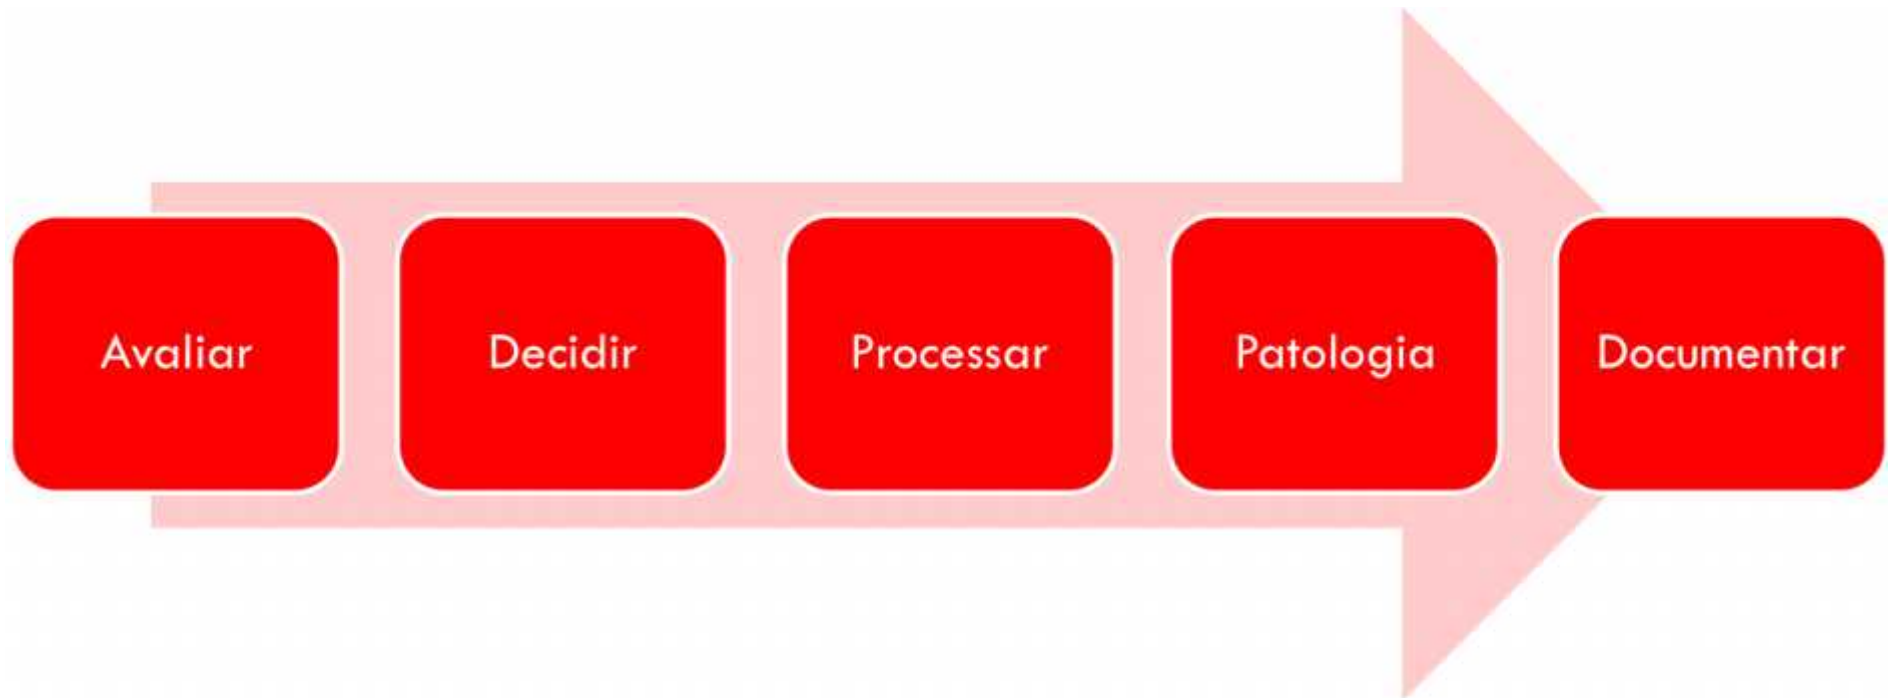 Avaliar
Decidir
Processar
Patologia
Documentar